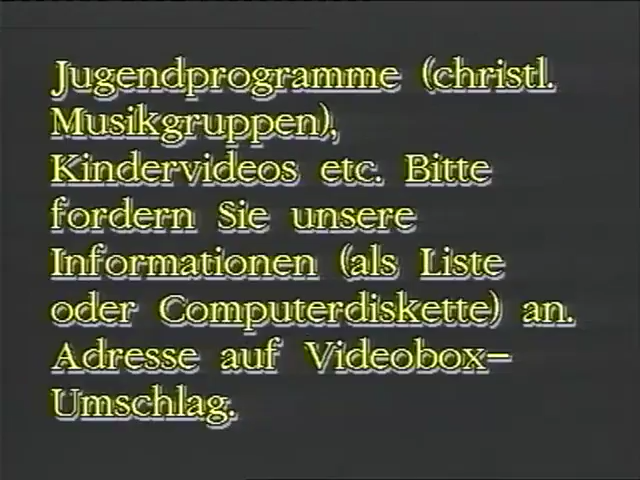 Jugendprogramme (christl.
Musikgruppen),
Kindervideos etc. Bitte
fordern Sie unsere
Informationen (als Liste
oder Computerdiskette) an.
Adresse auf Videobox-
Umschlag.